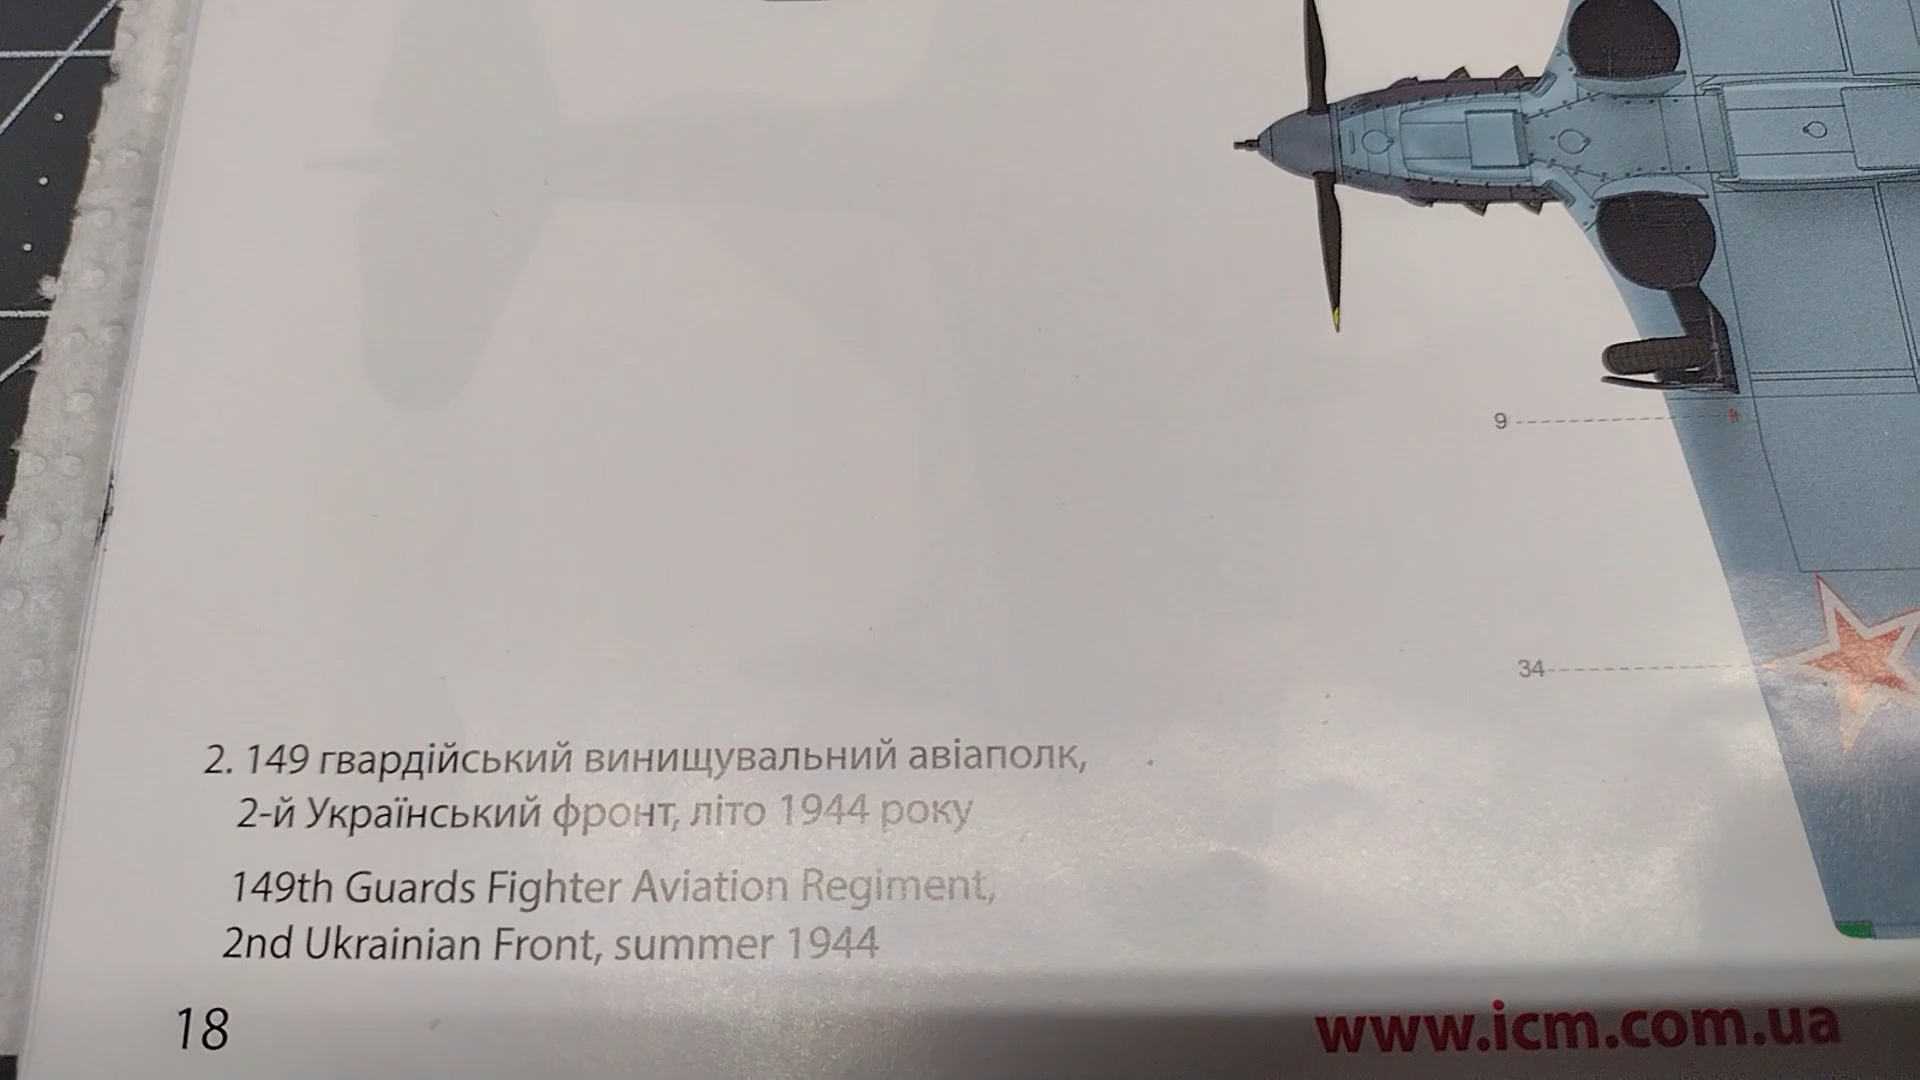 9
34
2. 149 гвардійський винищувальний авіаполк,
2-й Український фронт, літо 1944 року
149th Guards Fighter Aviation Regiment,
2nd Ukrainian Front, summer 1944
18
www.icm.com.ua